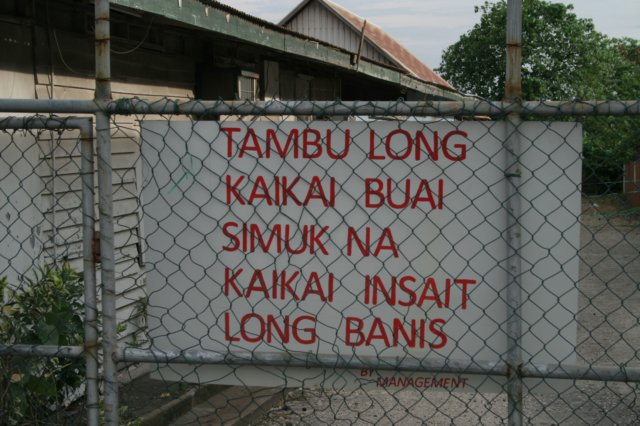 TAMBU LONG
KAIKAI BUAI
SIMUK NA
KAIKAI INSAIT
LONG BANIS
BY MANAGEMENT